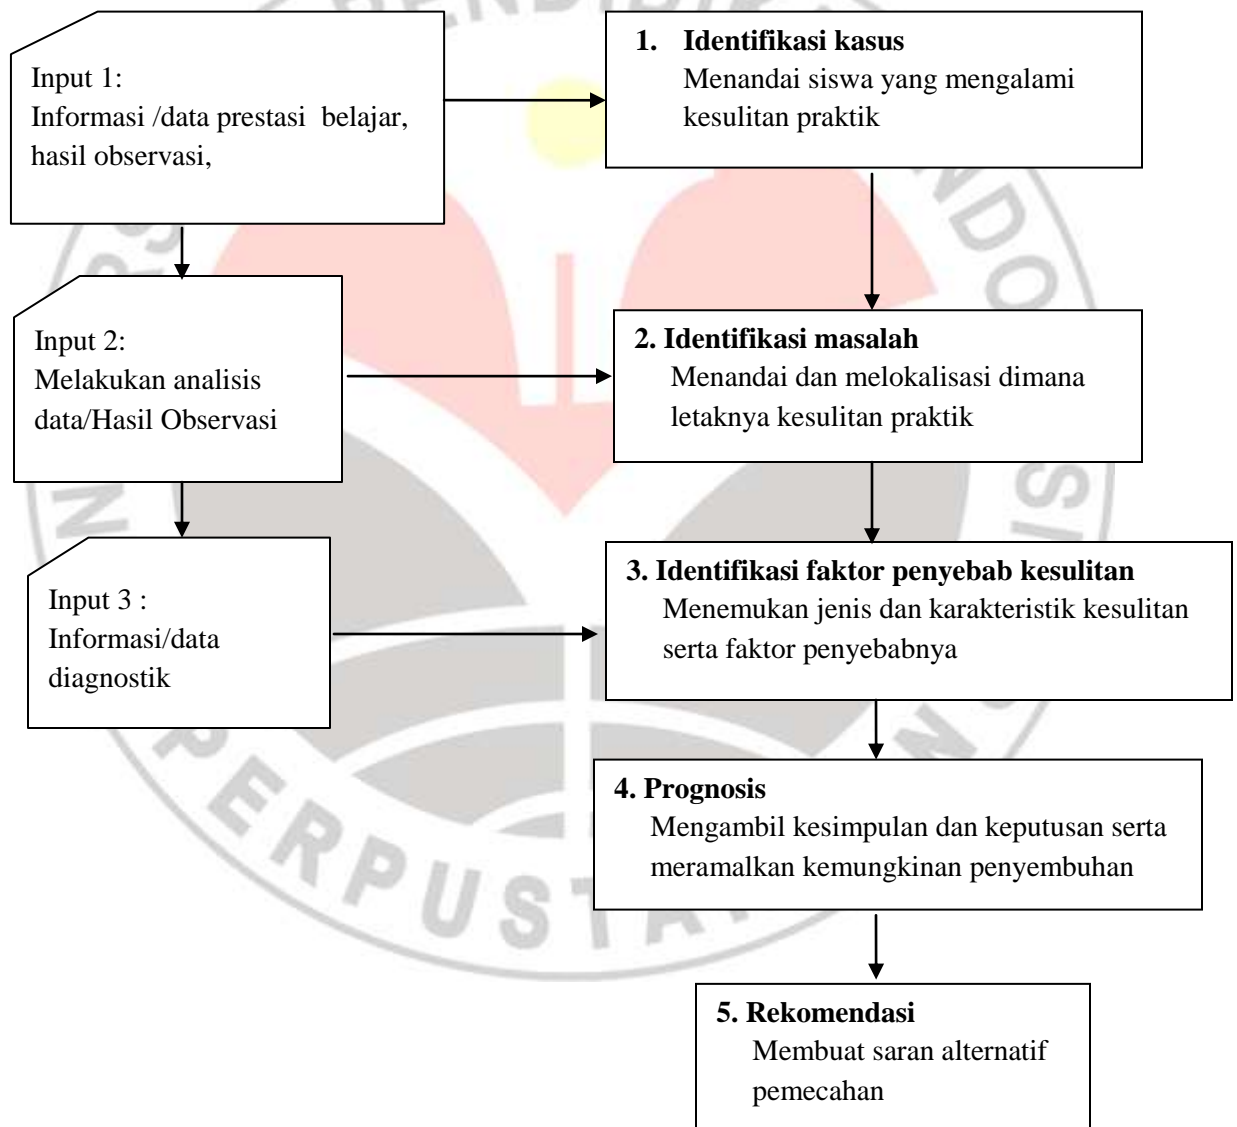 Input 1:
Informasi /data prestasi belajar,
hasil observasi,
1. Identifikasi kasus
Menandai siswa yang mengalami
kesulitan praktik
Input 2:
Melakukan analisis
data/Hasil Observasi
2. Identifikasi masalah
Menandai dan melokalisasi dimana
letaknya kesulitan praktik
Input 3 :
Informasi/data
diagnostik
3. Identifikasi faktor penyebab kesulitan
Menemukan jenis dan karakteristik kesulitan
serta faktor penyebabnya
4. Prognosis
Mengambil kesimpulan dan keputusan serta
meramalkan kemungkinan penyembuhan
5. Rekomendasi
Membuat saran alternatif
pemecahan